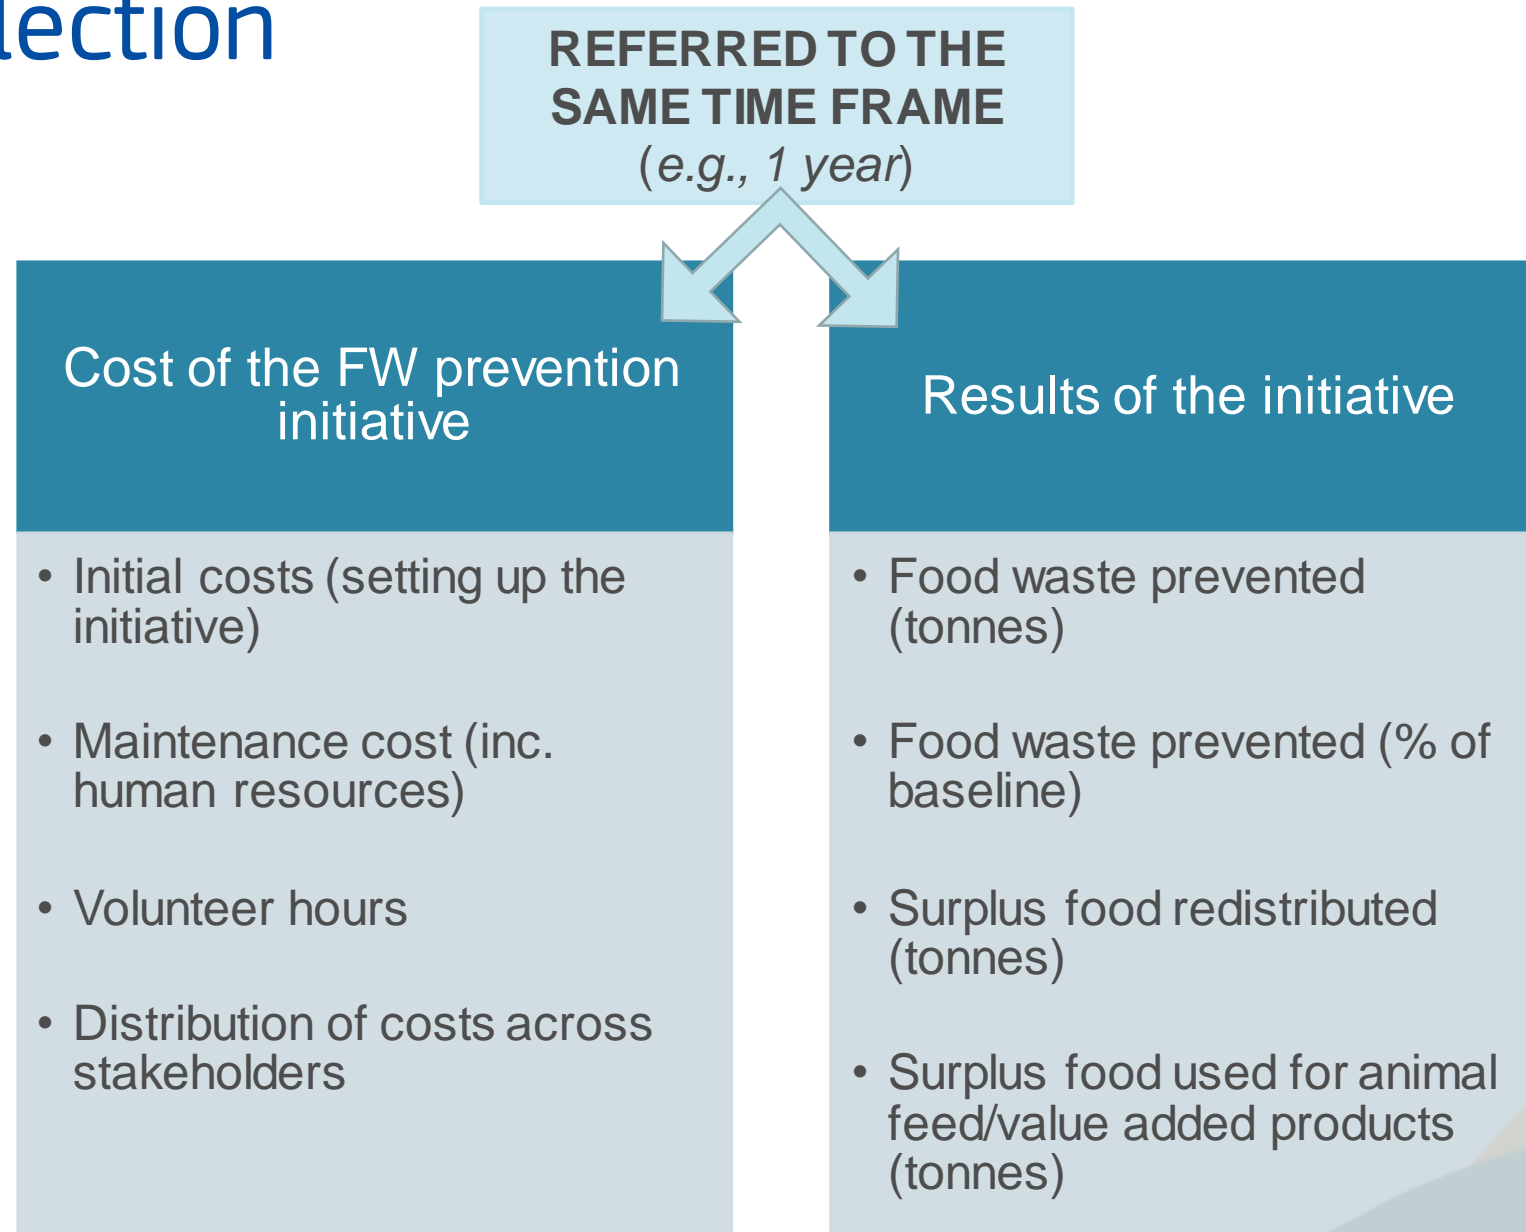 lection
REFERRED TO THE
SAME TIME FRAME
(e.g., 1 year)
Cost of the FW prevention
initiative
• Initial costs (setting up the
initiative)
• Maintenance cost (inc.
human resources)
• Volunteer hours
• Distribution of costs across
stakeholders
Results of the initiative
• Food waste prevented
(tonnes)
• Food waste prevented (% of
baseline)
• Surplus food redistributed
(tonnes)
• Surplus food used for animal
feed/value added products
(tonnes)